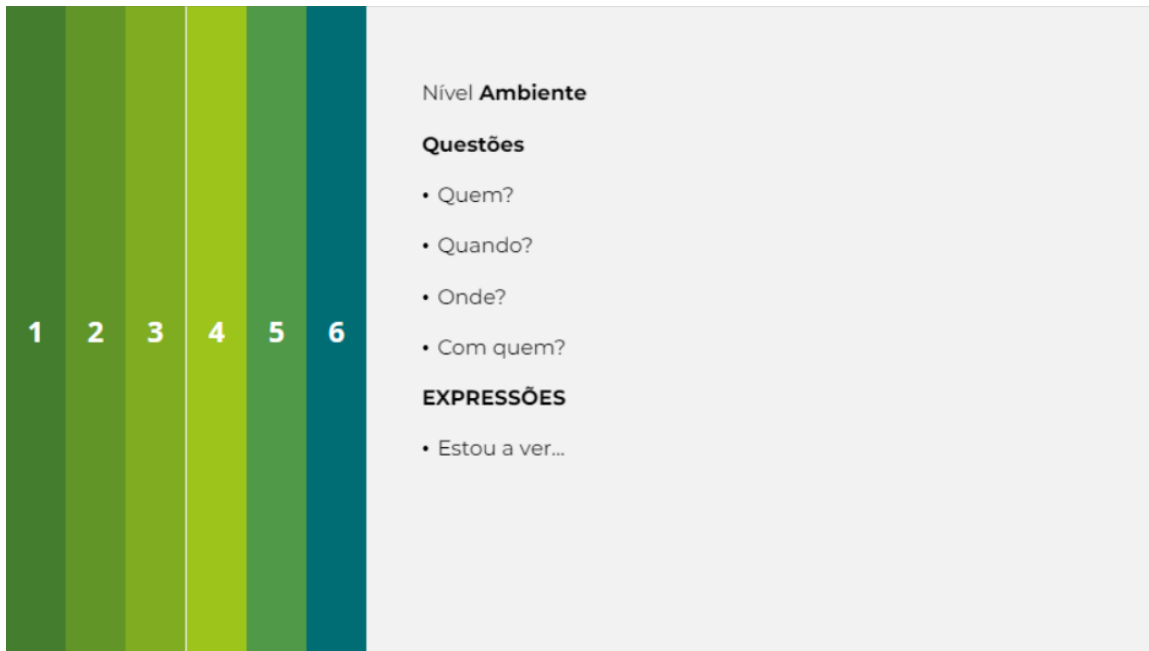 1 2 3 4 5 6
Nível Ambiente
Questões
• Quem?
• Quando?
• Onde?
• Com quem?
EXPRESSÕES
• Estou a ver...